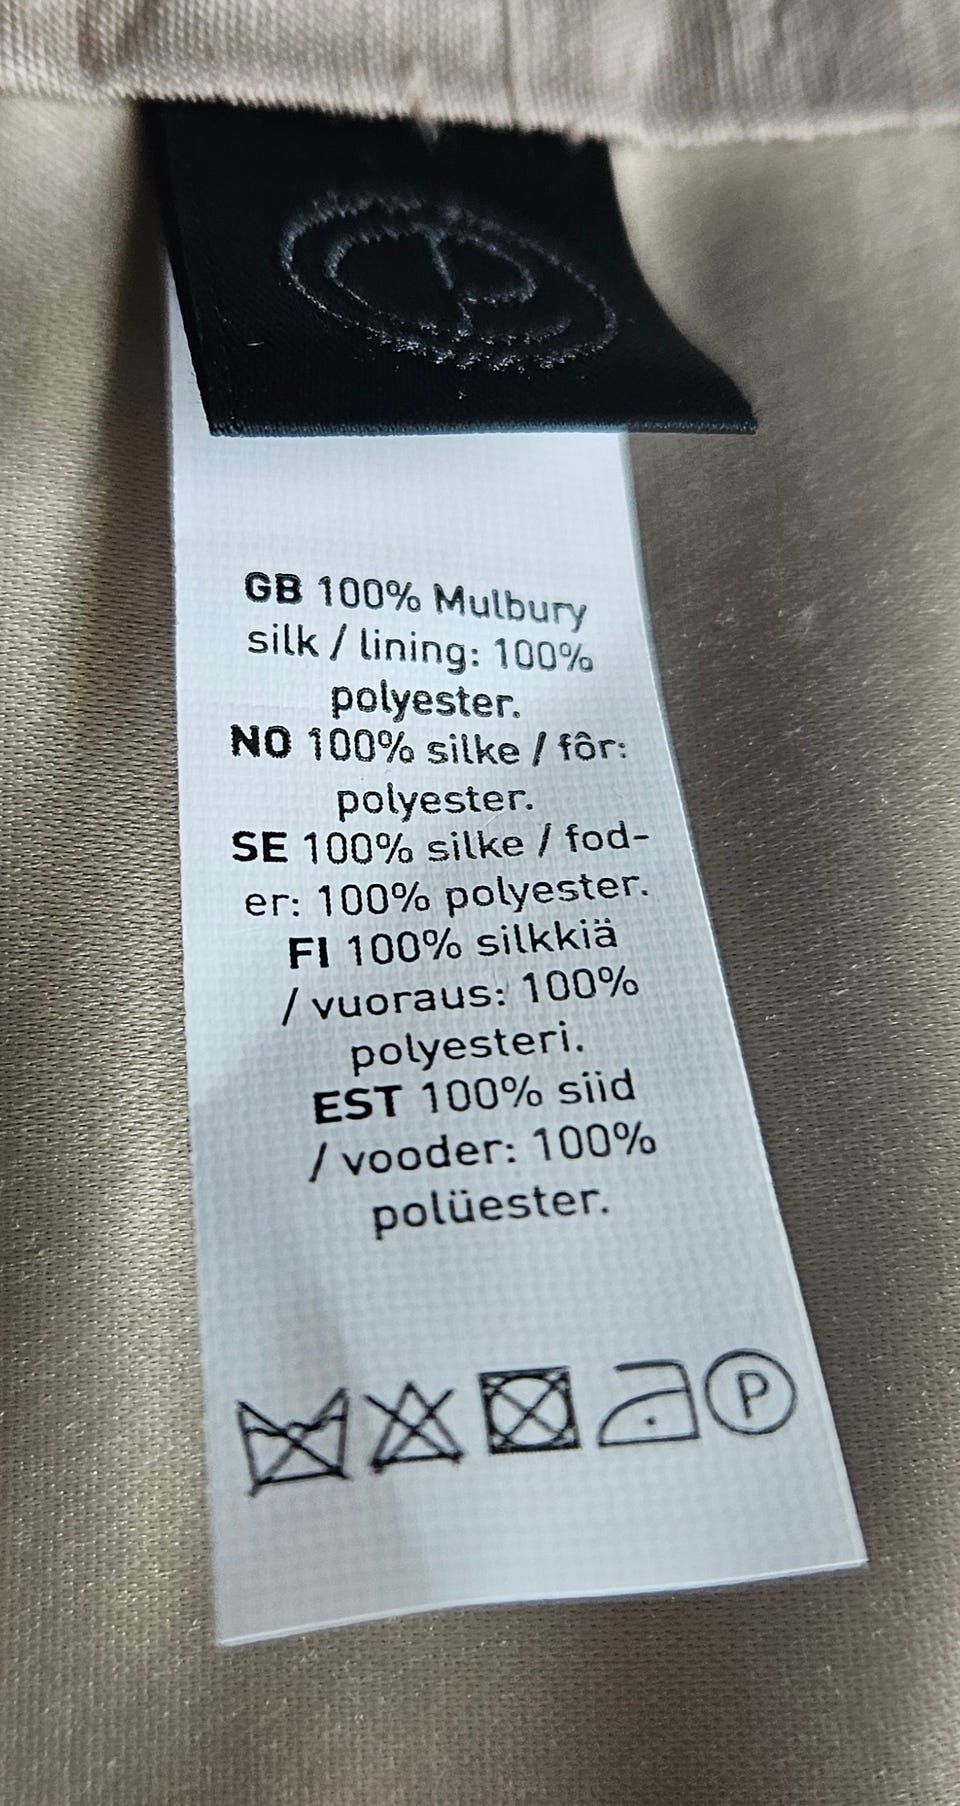 GB 100% Mulbury
silk / lining: 100%
polyester.
NO 100% silke / fôr:
polyester.
SE 100% silke / fod-
er: 100% polyester.
FI 100% silkkiä
/ vuoraus: 100%
polyesteri.
EST 100% siid
/ vooder: 100%
polüester.
P